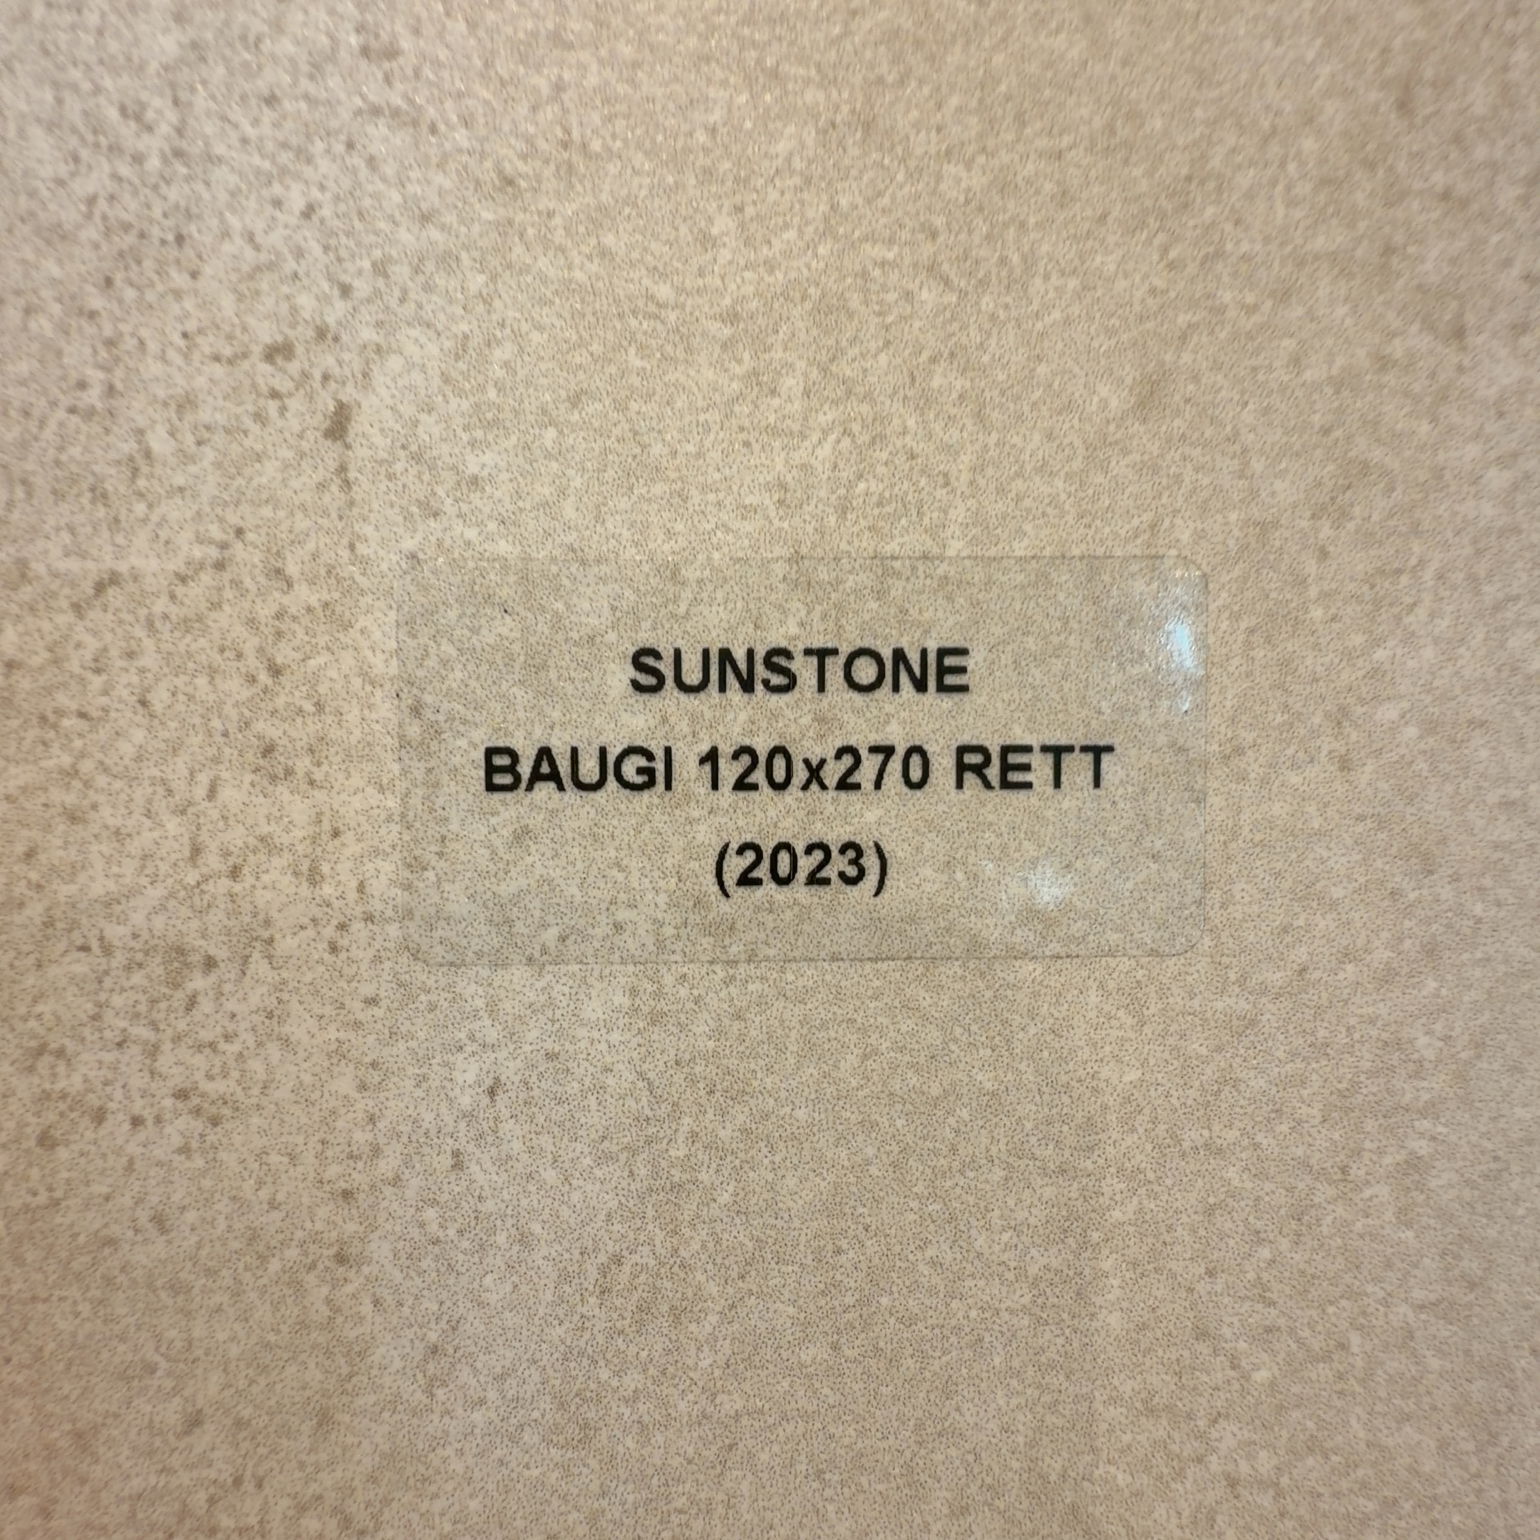 SUNSTONE
BAUGI 120x270 RETT
(2023)